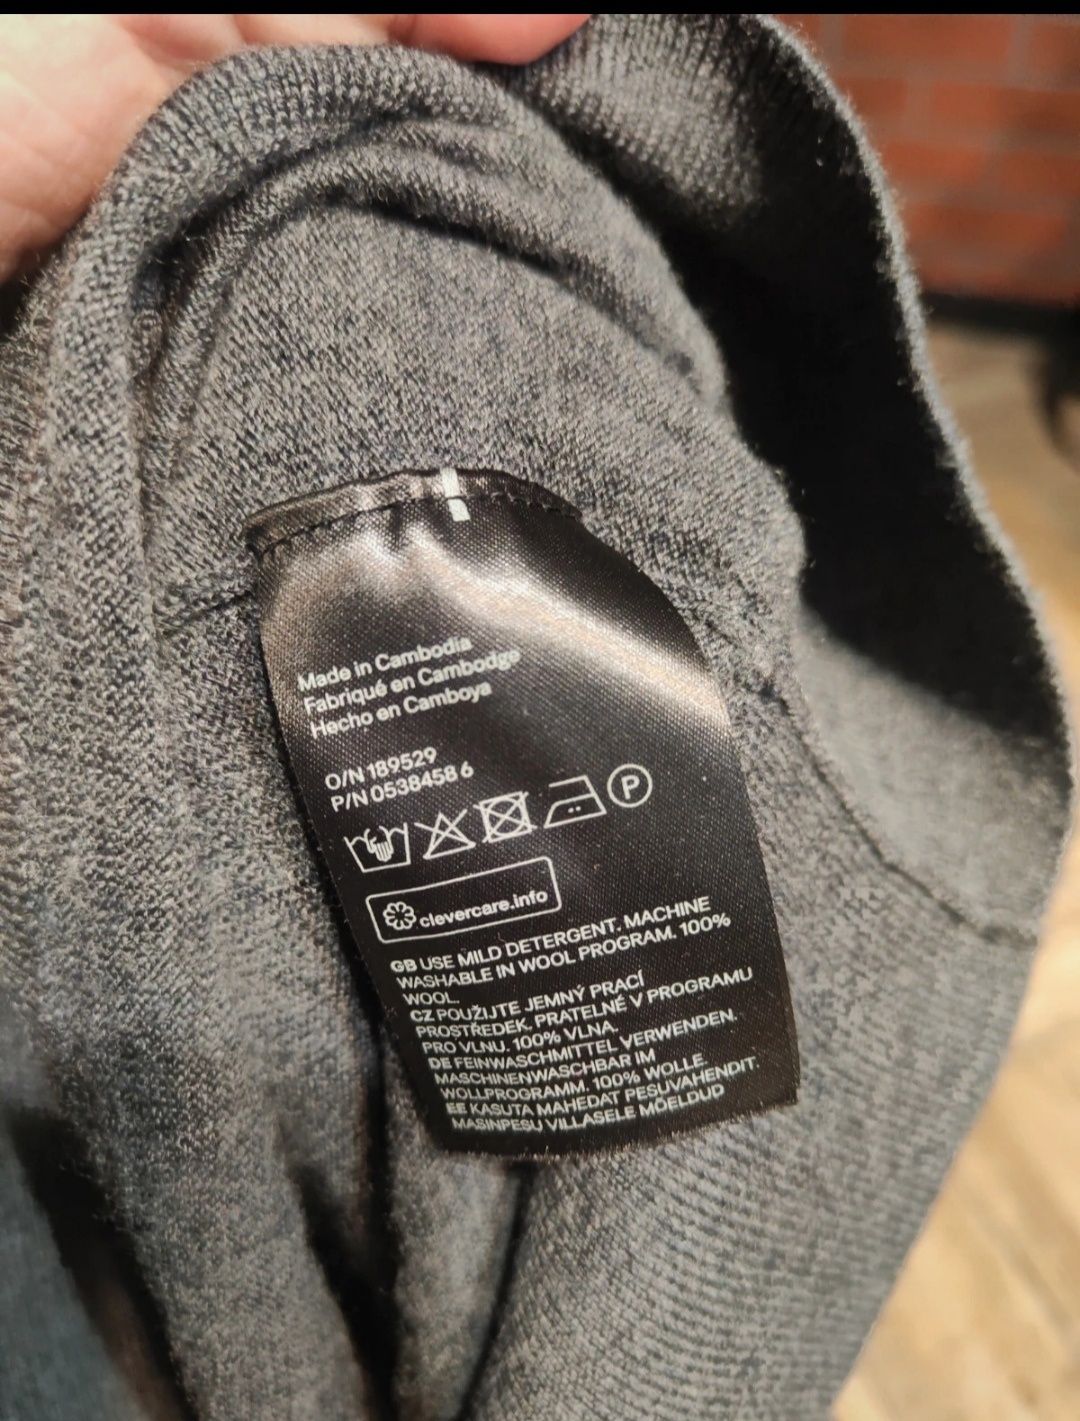 Made in Cambodia
Fabriqué en Cambodge
Hecho en Camboya
O/N 189529
P/N 0538458 6
P
clevercare.info
GB USE MILD DETERGENT. MACHINE
WASHABLE IN WOOL PROGRAM. 100%
WOOL.
CZ POUŽIJTE JEMNÝ PRACÍ
PROSTŘEDEK. PRATELNÉ V PROGRAMU
PRO VLNU. 100% VLNA.
DE FEINWASCHMITTEL VERWENDEN.
MASCHINENWASCHBAR IM
WOLLPROGRAMM. 100% WOLLE.
EE KASUTA MAHEDAT PESUVAHENDIT.
MASINPESU VILLASELE MÕELDUD